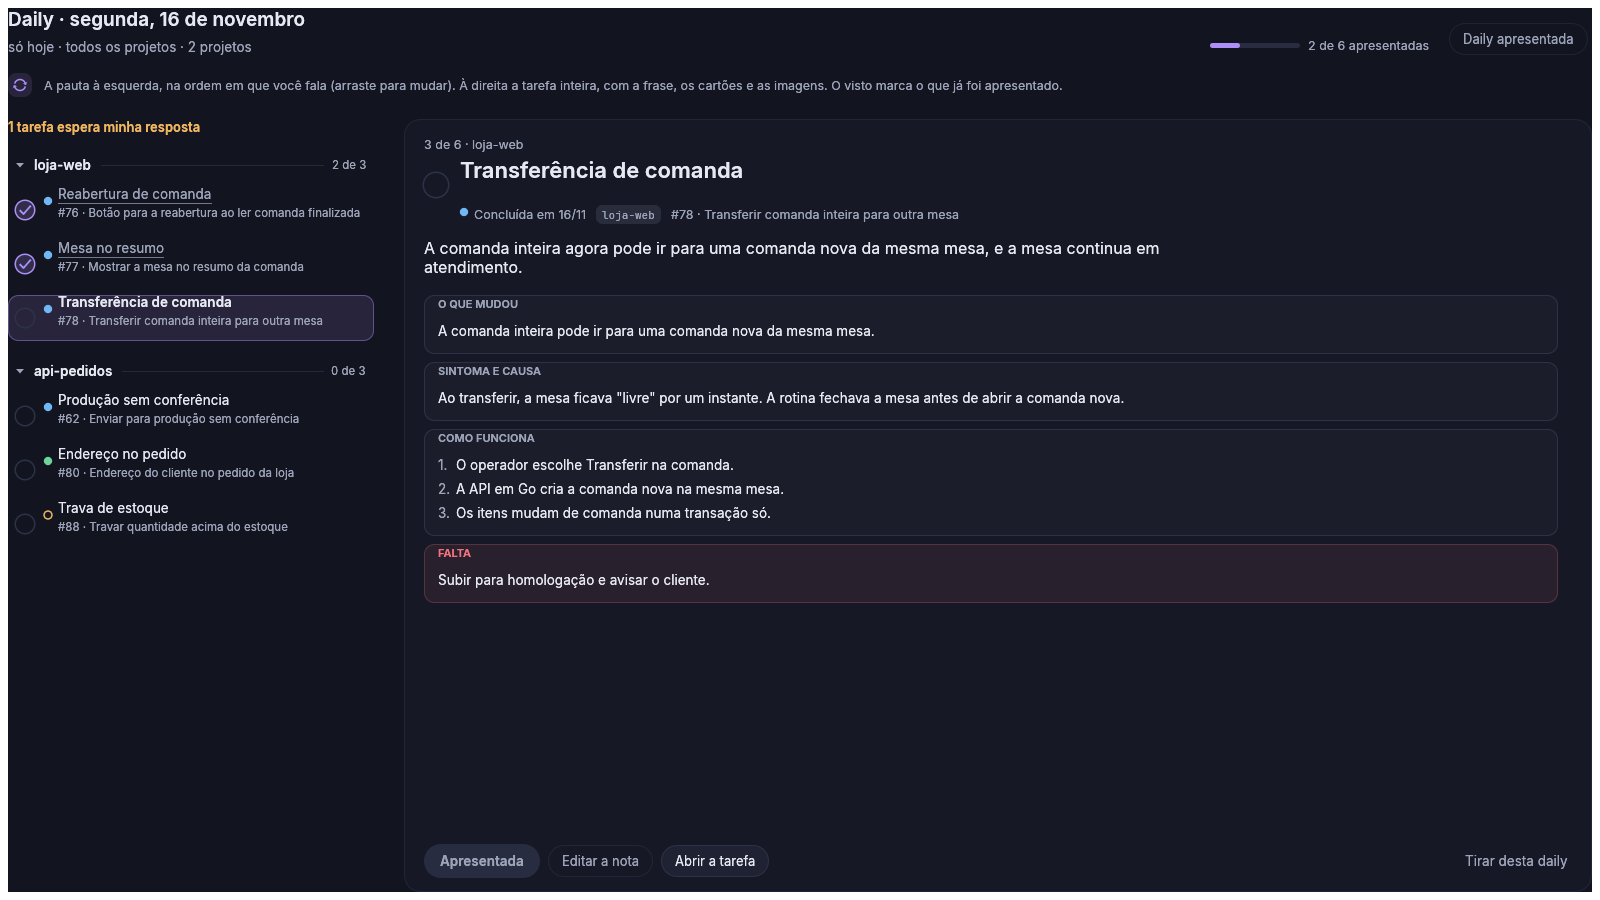 Daily · segunda, 16 de novembro
só hoje · todos os projetos · 2 projetos
2 de 6 apresentadas
Daily apresentada
A pauta à esquerda, na ordem em que você fala (arraste para mudar). À direita a tarefa inteira, com a frase, os cartões e as imagens. O visto marca o que já foi apresentado.
1 tarefa espera minha resposta
loja-web
2 de 3
Reabertura de comanda
#76 · Botão para a reabertura ao ler comanda finalizada
Mesa no resumo
#77 · Mostrar a mesa no resumo da comanda
Transferência de comanda
#78 · Transferir comanda inteira para outra mesa
api-pedidos
0 de 3
Produção sem conferência
#62 · Enviar para produção sem conferência
Endereço no pedido
#80 · Endereço do cliente no pedido da loja
Trava de estoque
#88 · Travar quantidade acima do estoque
3 de 6 · loja-web
Transferência de comanda
Concluída em 16/11 loja-web #78 · Transferir comanda inteira para outra mesa
A comanda inteira agora pode ir para uma comanda nova da mesma mesa, e a mesa continua em
atendimento.
O QUE MUDOU
A comanda inteira pode ir para uma comanda nova da mesma mesa.
SINTOMA E CAUSA
Ao transferir, a mesa ficava "livre" por um instante. A rotina fechava a mesa antes de abrir a comanda nova.
COMO FUNCIONA
1. O operador escolhe Transferir na comanda.
2. A API em Go cria a comanda nova na mesma mesa.
3. Os itens mudam de comanda numa transação só.
FALTA
Subir para homologação e avisar o cliente.
Apresentada
Editar a nota
Abrir a tarefa
Tirar desta daily